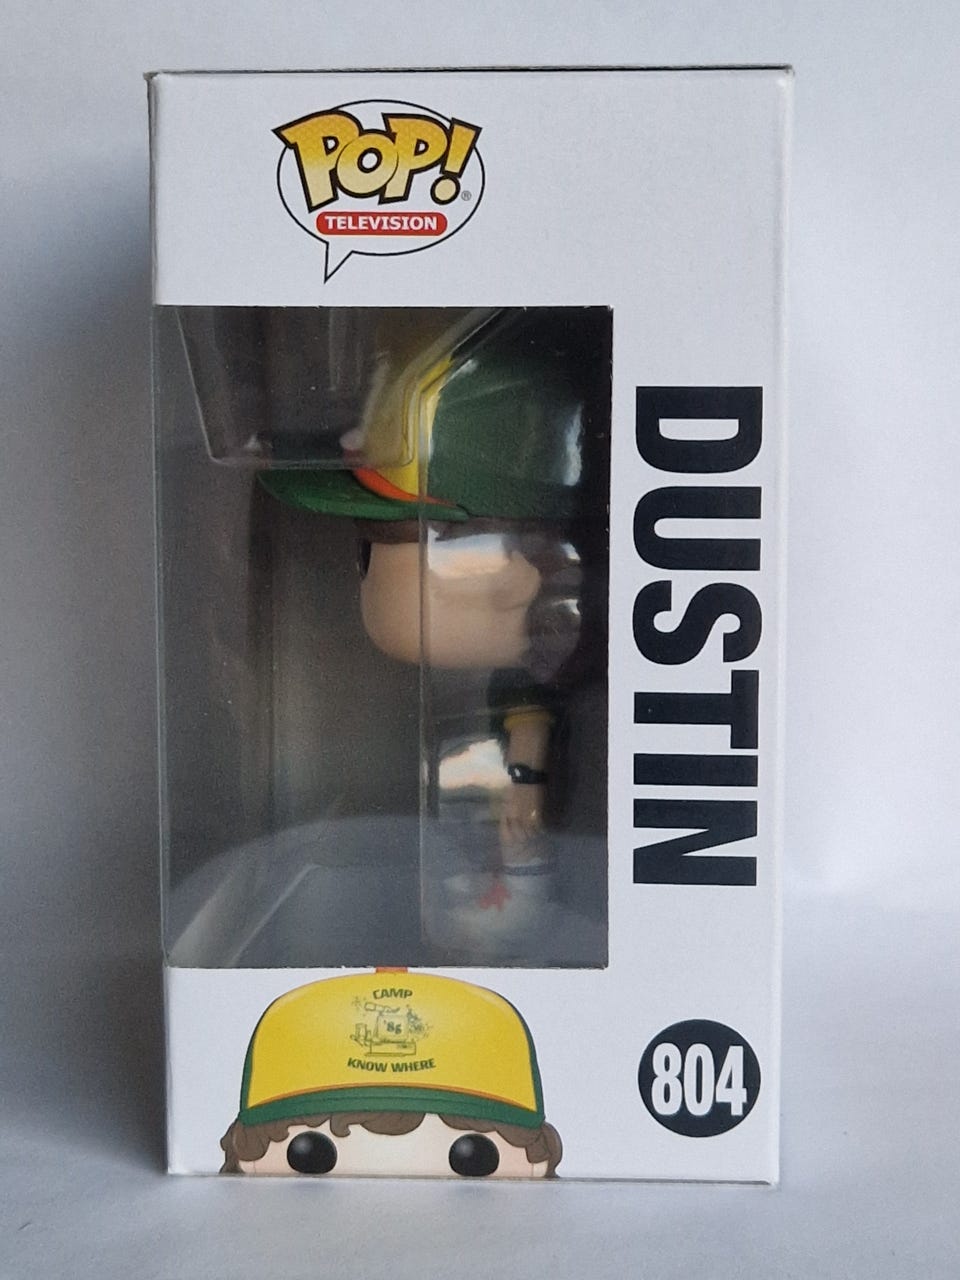 POP!
®
TELEVISION
DUSTIN
CAMP
'85
KNOW WHERE
804